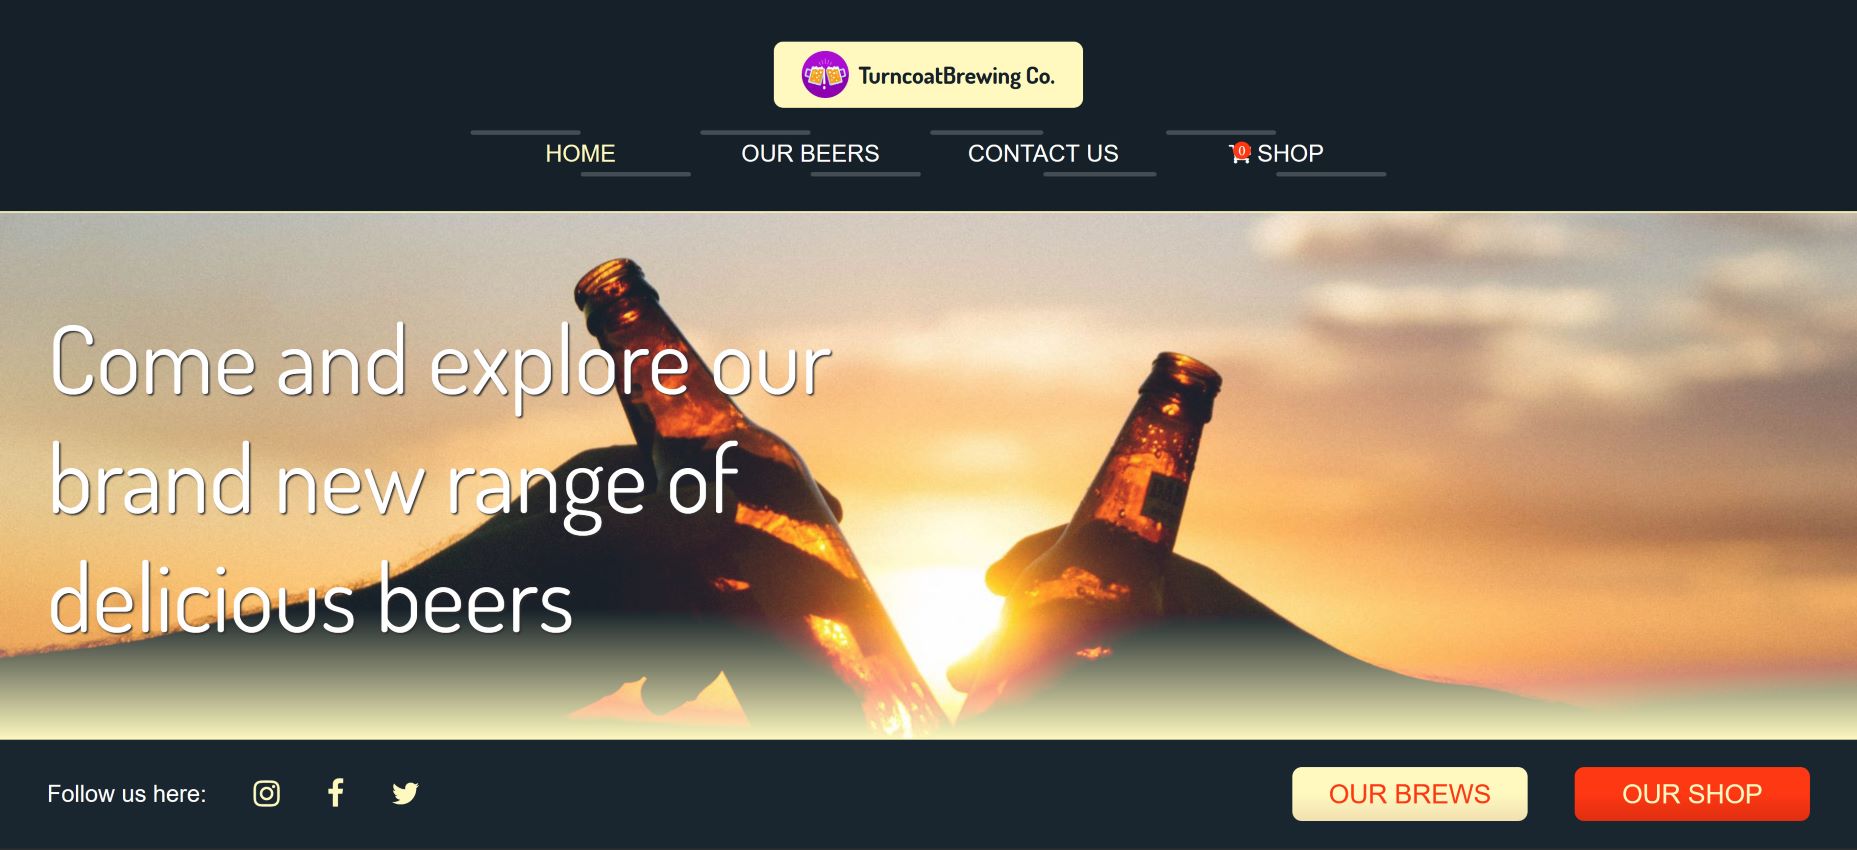 TurncoatBrewing Co.
HOME OUR BEERS CONTACT US 0 SHOP
Come and explore our
brand new range of
delicious beers
Follow us here: OUR BREWS OUR SHOP